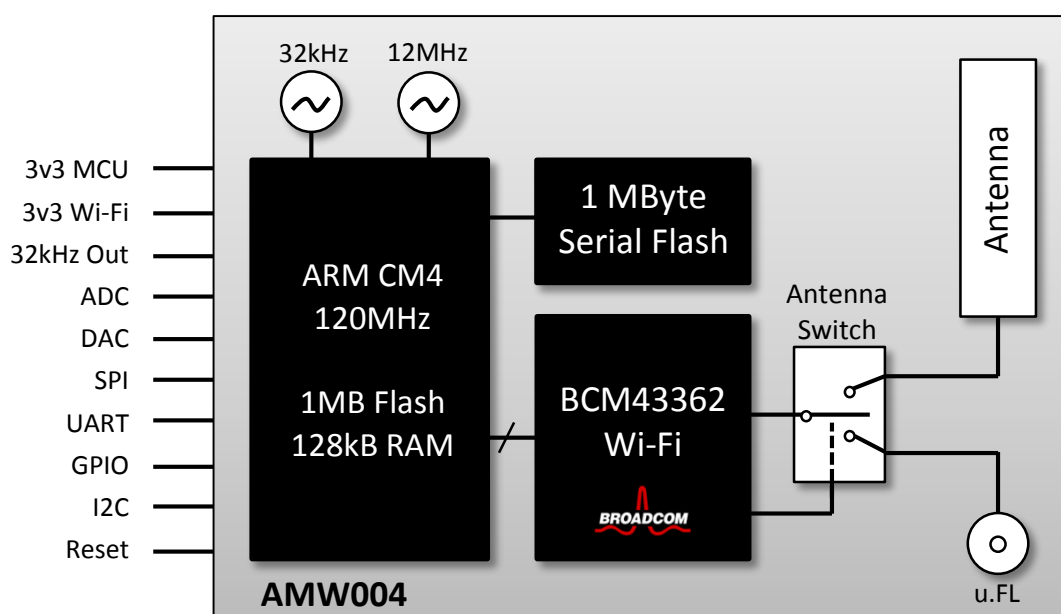 32kHz
12MHz
3v3 MCU
3v3 Wi-Fi
32kHz Out
ADC
DAC
SPI
UART
GPIO
I2C
Reset
ARM CM4
120MHz
1MB Flash
128kB RAM
1 MByte
Serial Flash
BCM43362
Wi-Fi
BROADCOM
Antenna
Switch
Antenna
u.FL
AMW004